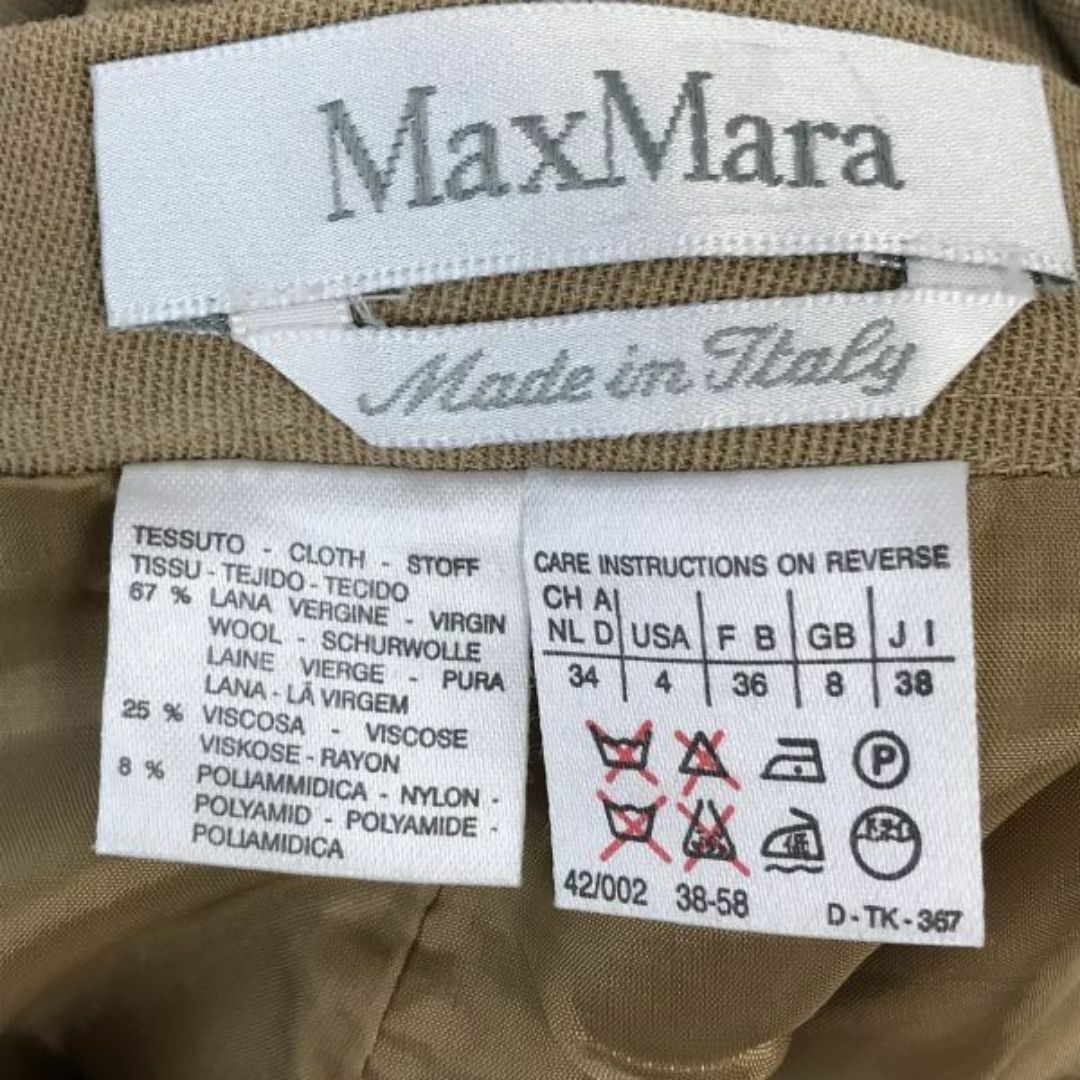 MaxMara
Made in Italy
TESSUTO - CLOTH - STOFF
TISSU - TEJIDO - TECIDO
67 % LANA VERGINE - VIRGIN
WOOL - SCHURWOLLE
LAINE VIERGE - PURA
LANA - LÃ VIRGEM
25 % VISCOSA - VISCOSE
VISKOSE - RAYON
8 % POLIAMMIDICA - NYLON -
POLYAMID - POLYAMIDE -
POLIAMIDICA
CARE INSTRUCTIONS ON REVERSE
CH A
NL D USA F B GB J I
34 4 36 8 38
P
42/002 38-58
D - TK - 367